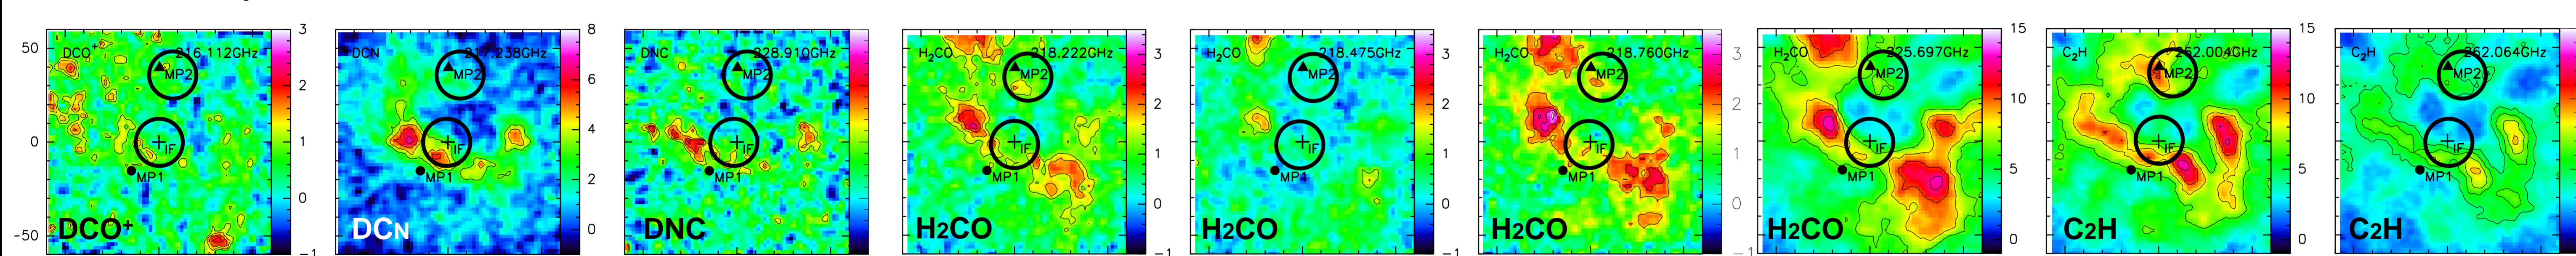 50
0
-50
DCO⁺ 216.112GHz
MP2
IF
MP1
DCO⁺
3
2
1
0
-1
DCN 217.238GHz
MP2
IF
MP1
DCN
8
6
4
2
0
DNC 228.910GHz
MP2
IF
MP1
DNC
H₂CO 218.222GHz
MP2
IF
MP1
H2CO
3
2
1
0
-1
H₂CO 218.475GHz
MP2
IF
MP1
H2CO
3
2
1
0
-1
H₂CO 218.760GHz
MP2
IF
MP1
H2CO
3
2
1
0
-1
H₂CO 225.697GHz
MP2
IF
MP1
H2CO
15
10
5
0
C₂H 262.004GHz
MP2
IF
MP1
C2H
15
10
5
0
C₂H 262.064GHz
MP2
IF
MP1
C2H